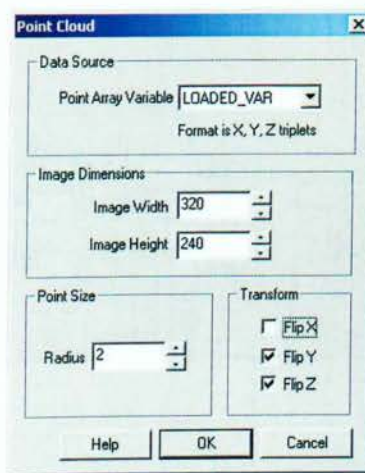 Point Cloud
Data Source
Point Array Variable LOADED_VAR
Format is X, Y, Z triplets
Image Dimensions
Image Width 320
Image Height 240
Point Size
Radius 2
Transform
Flip X
Flip Y
Flip Z
Help OK Cancel